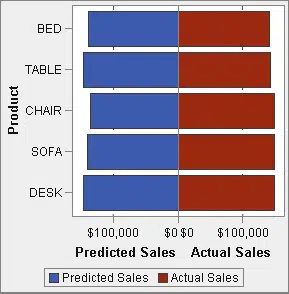 BED
TABLE
CHAIR
SOFA
DESK
Product
$100,000 $0 $0 $100,000
Predicted Sales Actual Sales
Predicted Sales Actual Sales